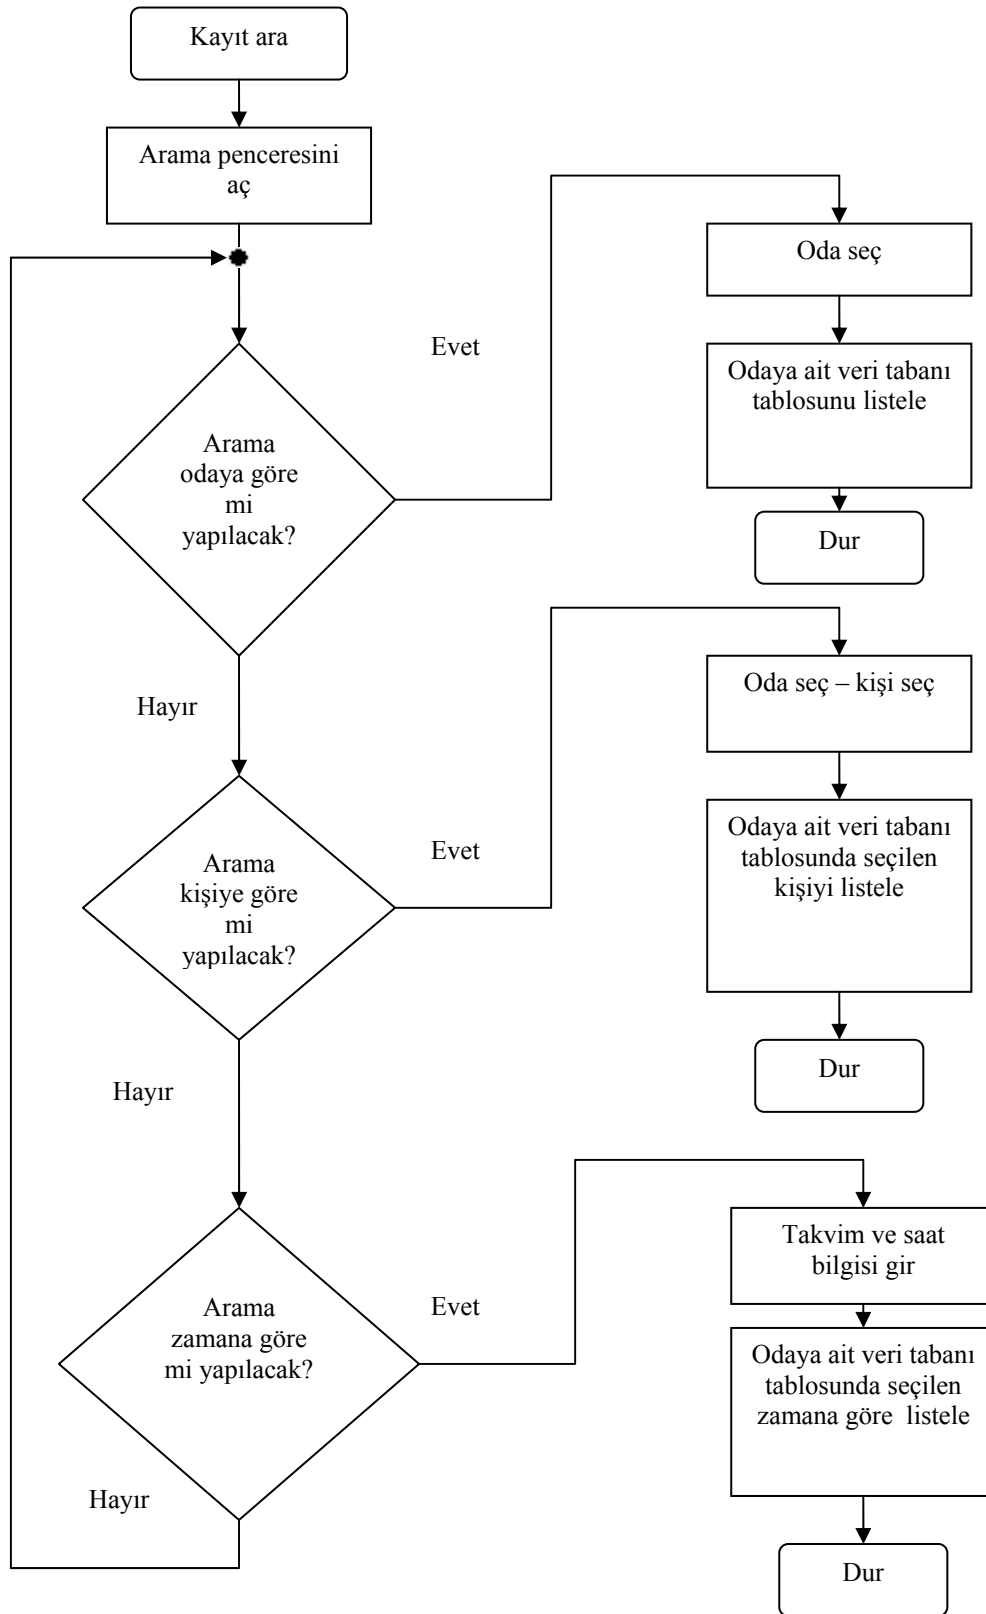 Kayıt ara
Arama penceresini
aç
Evet
Oda seç
Odaya ait veri tabanı
tablosunu listele
Arama
odaya göre
mi
yapılacak?
Dur
Hayır
Oda seç – kişi seç
Evet
Odaya ait veri tabanı
tablosunda seçilen
kişiyi listele
Arama
kişiye göre
mi
yapılacak?
Dur
Hayır
Takvim ve saat
bilgisi gir
Evet
Arama
zamana göre
mi yapılacak?
Odaya ait veri tabanı
tablosunda seçilen
zamana göre  listele
Hayır
Dur